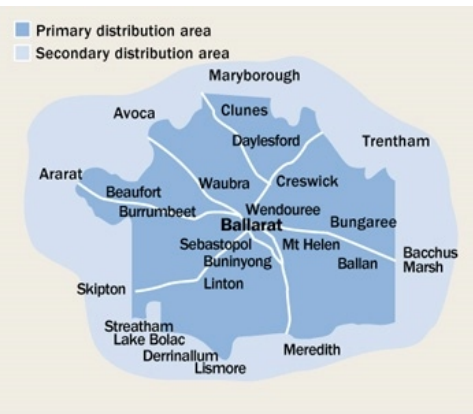 Primary distribution area
Secondary distribution area
Maryborough
Avoca
Clunes
Daylesford
Trentham
Ararat
Waubra
Creswick
Beaufort
Burrumbeet
Wendouree
Ballarat
Bungaree
Sebastopol
Mt Helen
Buninyong
Ballan
Bacchus
Marsh
Skipton
Linton
Streatham
Lake Bolac
Derrinallum
Lismore
Meredith